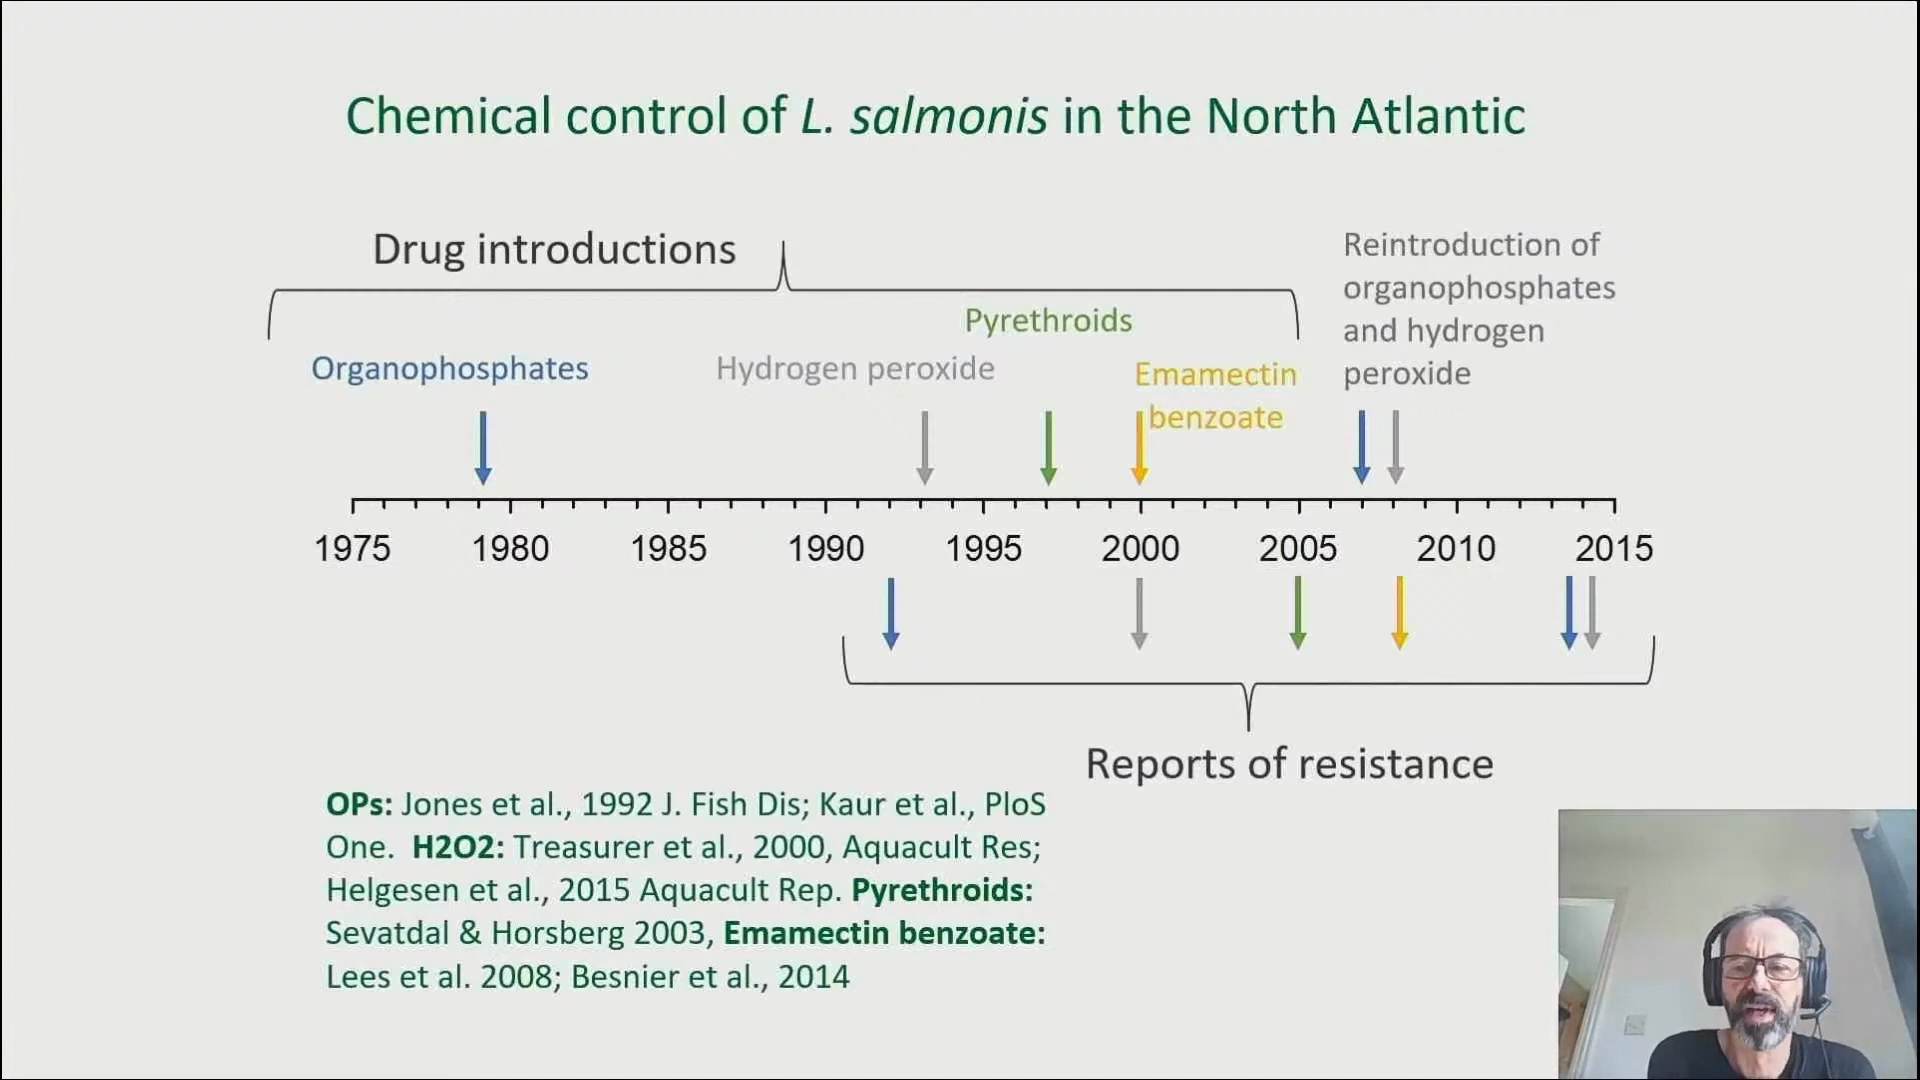 Chemical control of L. salmonis in the North Atlantic
Drug introductions
Reintroduction of
organophosphates
and hydrogen
peroxide
Pyrethroids
Organophosphates
Hydrogen peroxide
Emamectin
benzoate
1975 1980 1985 1990 1995 2000 2005 2010 2015
Reports of resistance
OPs: Jones et al., 1992 J. Fish Dis; Kaur et al., PloS
One. H2O2: Treasurer et al., 2000, Aquacult Res;
Helgesen et al., 2015 Aquacult Rep. Pyrethroids:
Sevatdal & Horsberg 2003, Emamectin benzoate:
Lees et al. 2008; Besnier et al., 2014